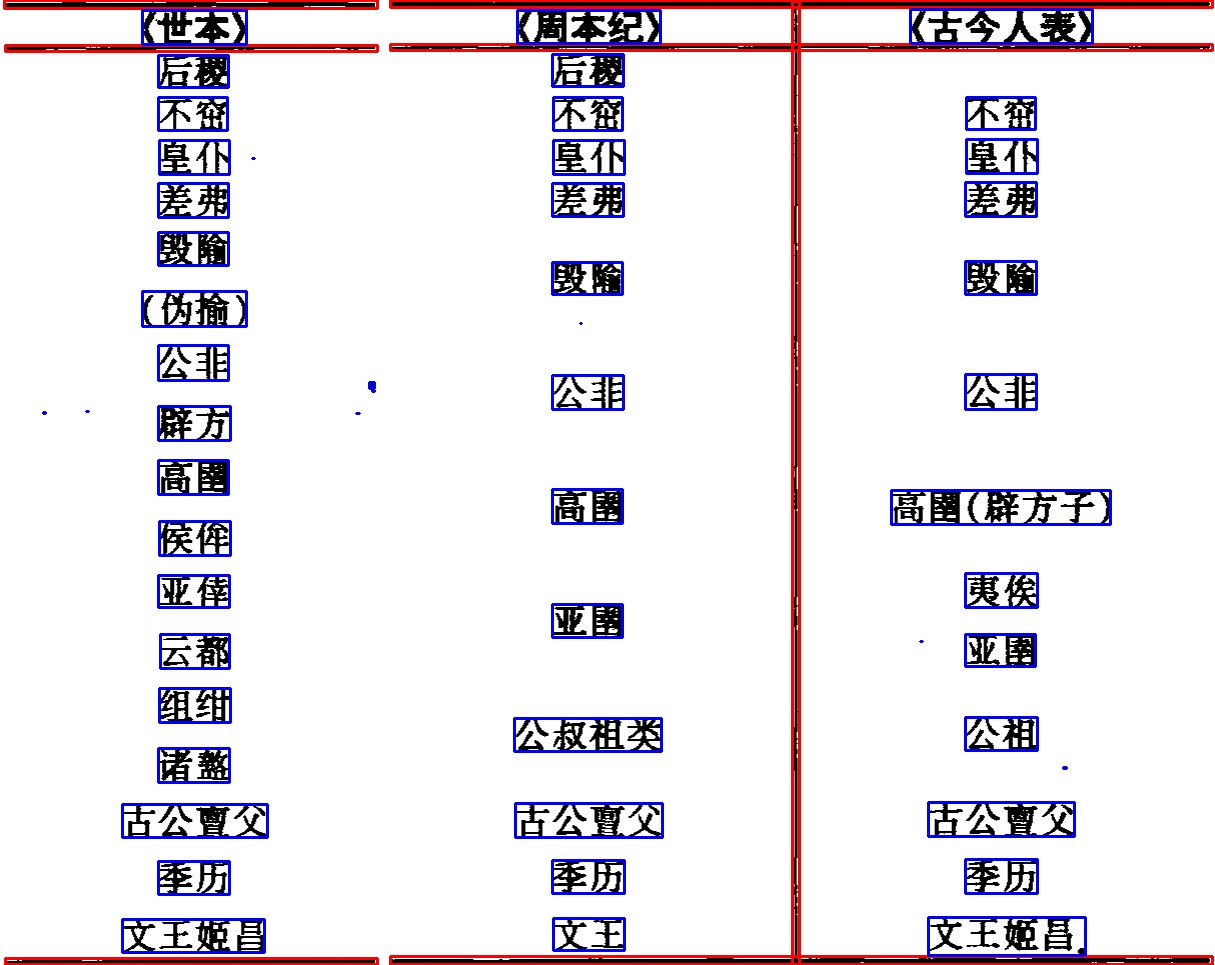 《世本》 《周本纪》 《古今人表》
后稷 后稷
不窋 不窋 不窋
皇仆 皇仆 皇仆
差弗 差弗 差弗
毁隃
毁隃 毁隃
(伪揄)
公非
公非 公非
辟方
高圉
高圉 高圉(辟方子)
侯侔
亚 夷俟
亚圉
云都 亚圉
组绀
公叔祖类 公祖
诸盩
古公亶父 古公亶父 古公亶父
季历 季历 季历
文王姬昌 文王 文王姬昌